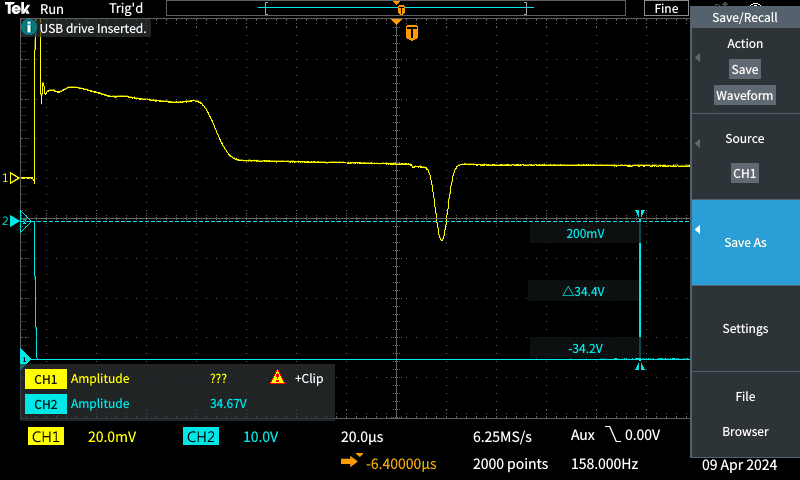 Tek Run Trig'd Fine
USB drive Inserted.
Save/Recall
Action
Save
Waveform
Source
CH1
Save As
Settings
File
Browser
T
T
1
2
2
1
200mV
△34.4V
-34.2V
CH1 Amplitude ??? +Clip
CH2 Amplitude 34.67V
CH1 20.0mV CH2 10.0V 20.0µs 6.25MS/s Aux 0.00V
-6.40000µs 2000 points 158.000Hz 09 Apr 2024